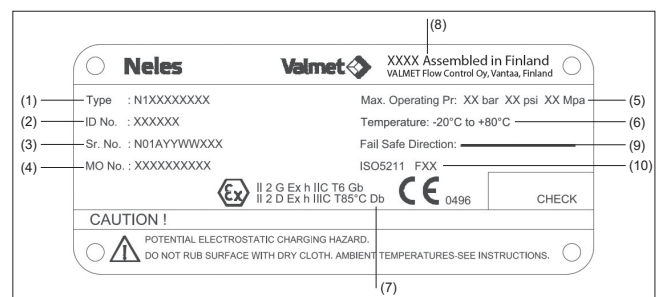 (8)
Neles Valmet XXXX Assembled in Finland
VALMET Flow Control Oy, Vantaa, Finland
(1) Type : N1XXXXXXXX Max. Operating Pr: XX bar XX psi XX Mpa (5)
(2) ID No. : XXXXXX Temperature: -20°C to +80°C (6)
(3) Sr. No. : N01AYYWWXXX Fail Safe Direction: (9)
(4) MO No. : XXXXXXXXXX ISO5211 FXX (10)
Ex II 2 G Ex h IIC T6 Gb
II 2 D Ex h IIIC T85°C Db CE 0496 CHECK
CAUTION !
POTENTIAL ELECTROSTATIC CHARGING HAZARD.
DO NOT RUB SURFACE WITH DRY CLOTH. AMBIENT TEMPERATURES-SEE INSTRUCTIONS.
(7)